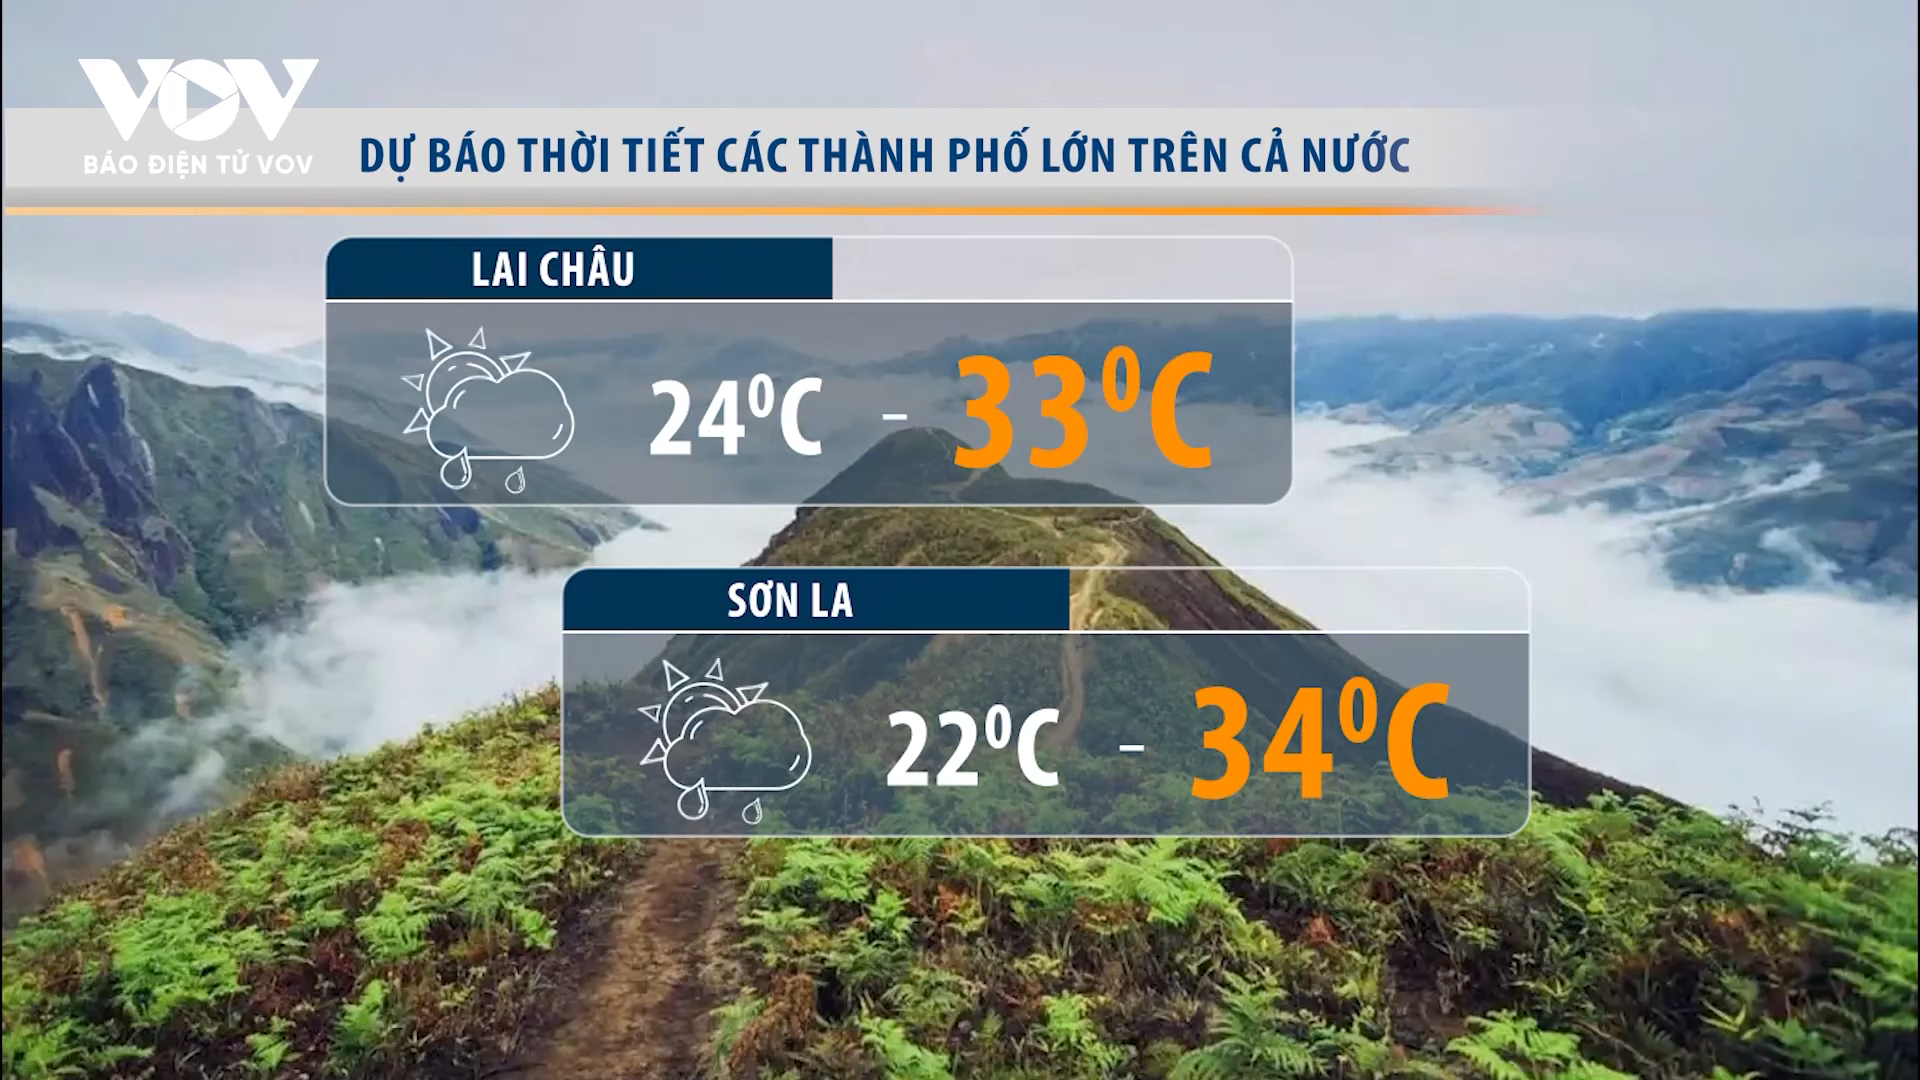 VOV
BÁO ĐIỆN TỬ VOV
DỰ BÁO THỜI TIẾT CÁC THÀNH PHỐ LỚN TRÊN CẢ NƯỚC
LAI CHÂU
24⁰C - 33⁰C
SƠN LA
22⁰C - 34⁰C